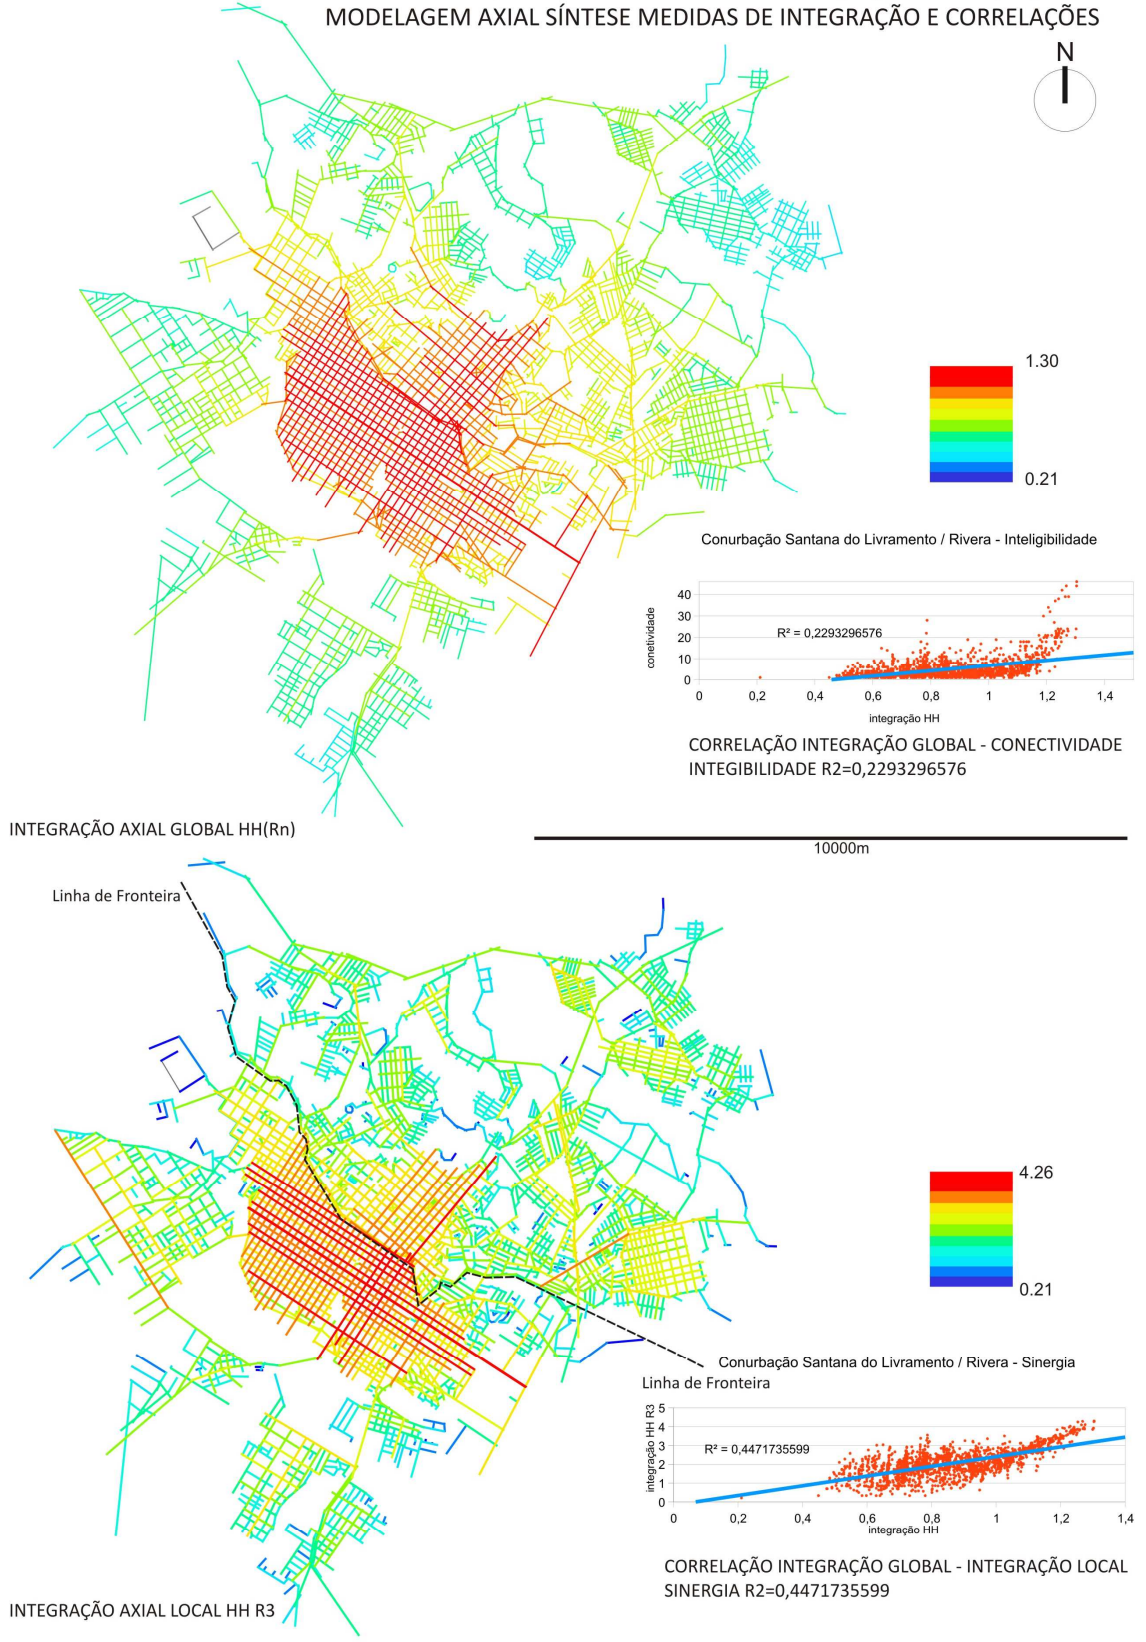 MODELAGEM AXIAL SÍNTESE MEDIDAS DE INTEGRAÇÃO E CORRELAÇÕES
N
1.30
0.21
Conurbação Santana do Livramento / Rivera - Inteligibilidade
conetividade
40
30
20
10
0
R² = 0,2293296576
0
0,2
0,4
0,6
0,8
1
1,2
1,4
integração HH
CORRELAÇÃO INTEGRAÇÃO GLOBAL - CONECTIVIDADE
INTEGIBILIDADE R2=0,2293296576
INTEGRAÇÃO AXIAL GLOBAL HH(Rn)
10000m
Linha de Fronteira
4.26
0.21
Conurbação Santana do Livramento / Rivera - Sinergia
Linha de Fronteira
integração HH R3
5
4
3
2
1
0
R² = 0,4471735599
0
0,2
0,4
0,6
0,8
1
1,2
1,4
integração HH
CORRELAÇÃO INTEGRAÇÃO GLOBAL - INTEGRAÇÃO LOCAL
SINERGIA R2=0,4471735599
INTEGRAÇÃO AXIAL LOCAL HH R3